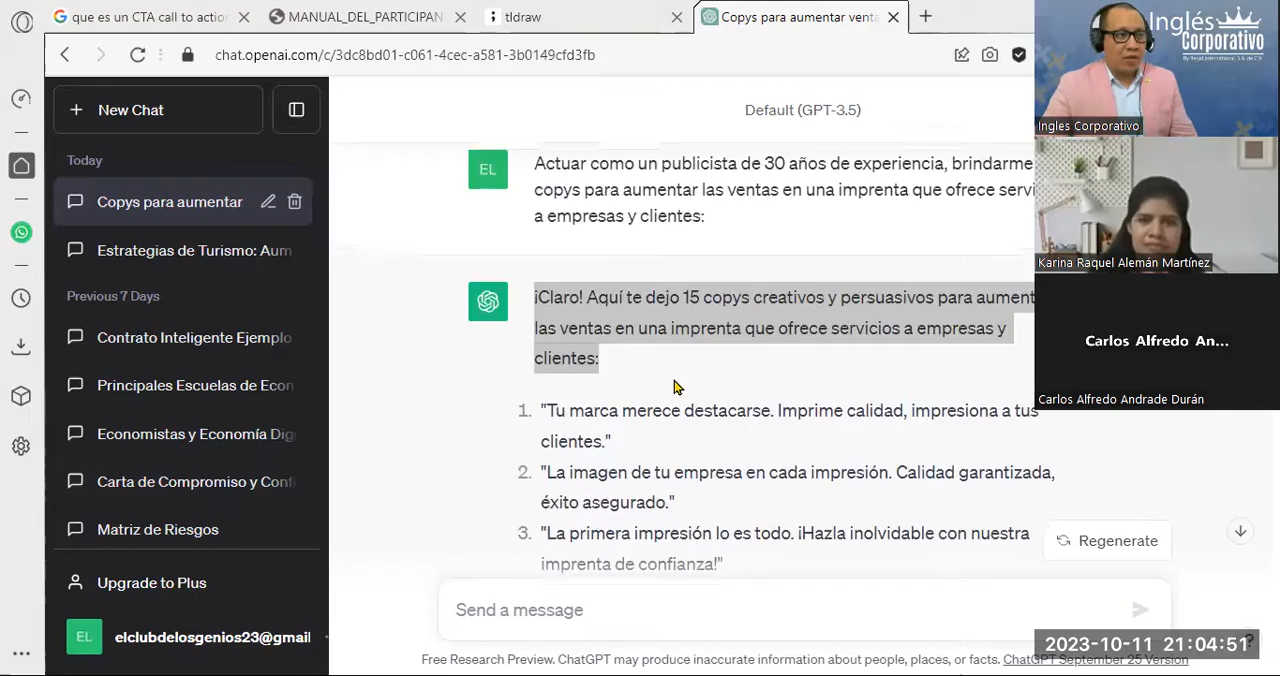 que es un CTA call to action
MANUAL_DEL_PARTICIPAN
tldraw
Copys para aumentar venta
chat.openai.com/c/3dc8bd01-c061-4cec-a581-3b0149cfd3fb
New Chat
Today
Copys para aumentar
Estrategias de Turismo: Aum
Previous 7 Days
Contrato Inteligente Ejemplo
Principales Escuelas de Econ
Economistas y Economía Dig
Carta de Compromiso y Conf
Matriz de Riesgos
Upgrade to Plus
EL
elclubdelosgenios23@gmail
Default (GPT-3.5)
EL
Actuar como un publicista de 30 años de experiencia, brindarme
copys para aumentar las ventas en una imprenta que ofrece servi
a empresas y clientes:
¡Claro! Aquí te dejo 15 copys creativos y persuasivos para aument
las ventas en una imprenta que ofrece servicios a empresas y
clientes:
1. "Tu marca merece destacarse. Imprime calidad, impresiona a tus
clientes."
2. "La imagen de tu empresa en cada impresión. Calidad garantizada,
éxito asegurado."
3. "La primera impresión lo es todo. ¡Hazla inolvidable con nuestra
imprenta de confianza!"
Regenerate
Send a message
Free Research Preview. ChatGPT may produce inaccurate information about people, places, or facts. ChatGPT September 25 Version
Inglés
Corporativo
By Regal International, S.A. de C.V.
Ingles Corporativo
Karina Raquel Alemán Martínez
Carlos Alfredo An...
Carlos Alfredo Andrade Durán
2023-10-11 21:04:51
?